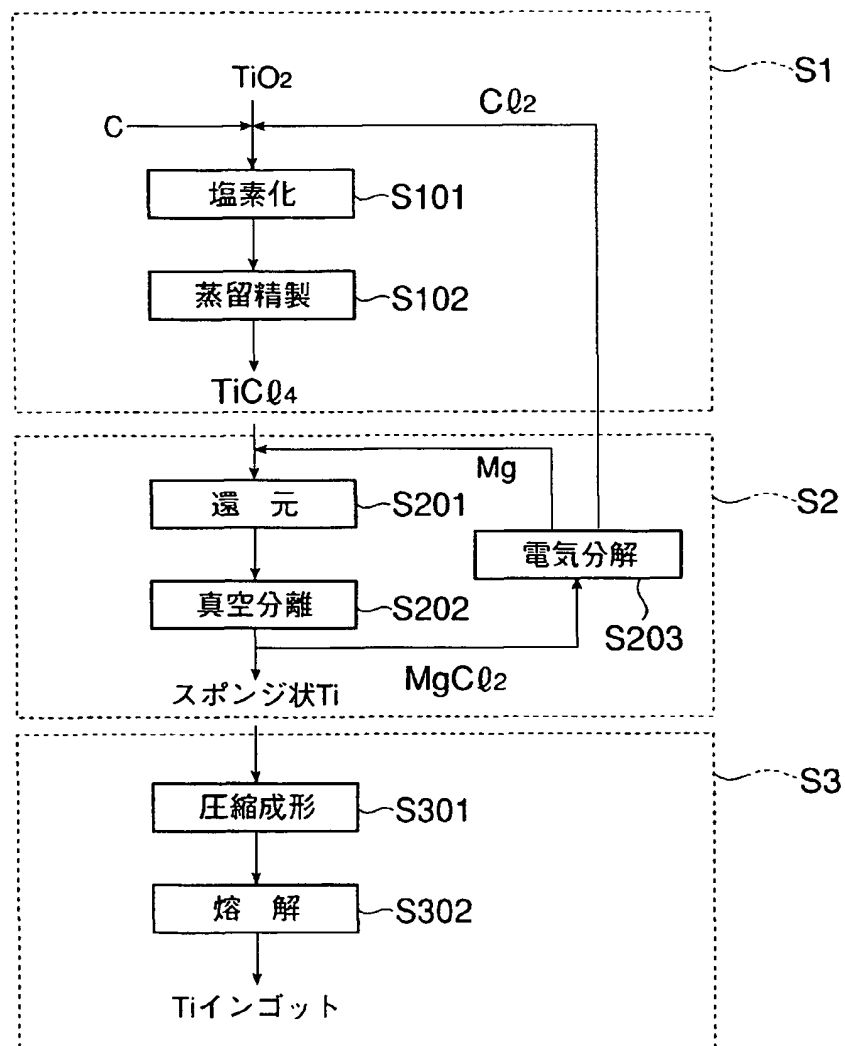 TiO2
S1
Cℓ2
C
塩素化
S101
蒸留精製
S102
TiCℓ4
Mg
還 元
S201
S2
電気分解
真空分離
S202
S203
MgCℓ2
スポンジ状Ti
S3
圧縮成形
S301
熔 解
S302
Tiインゴット